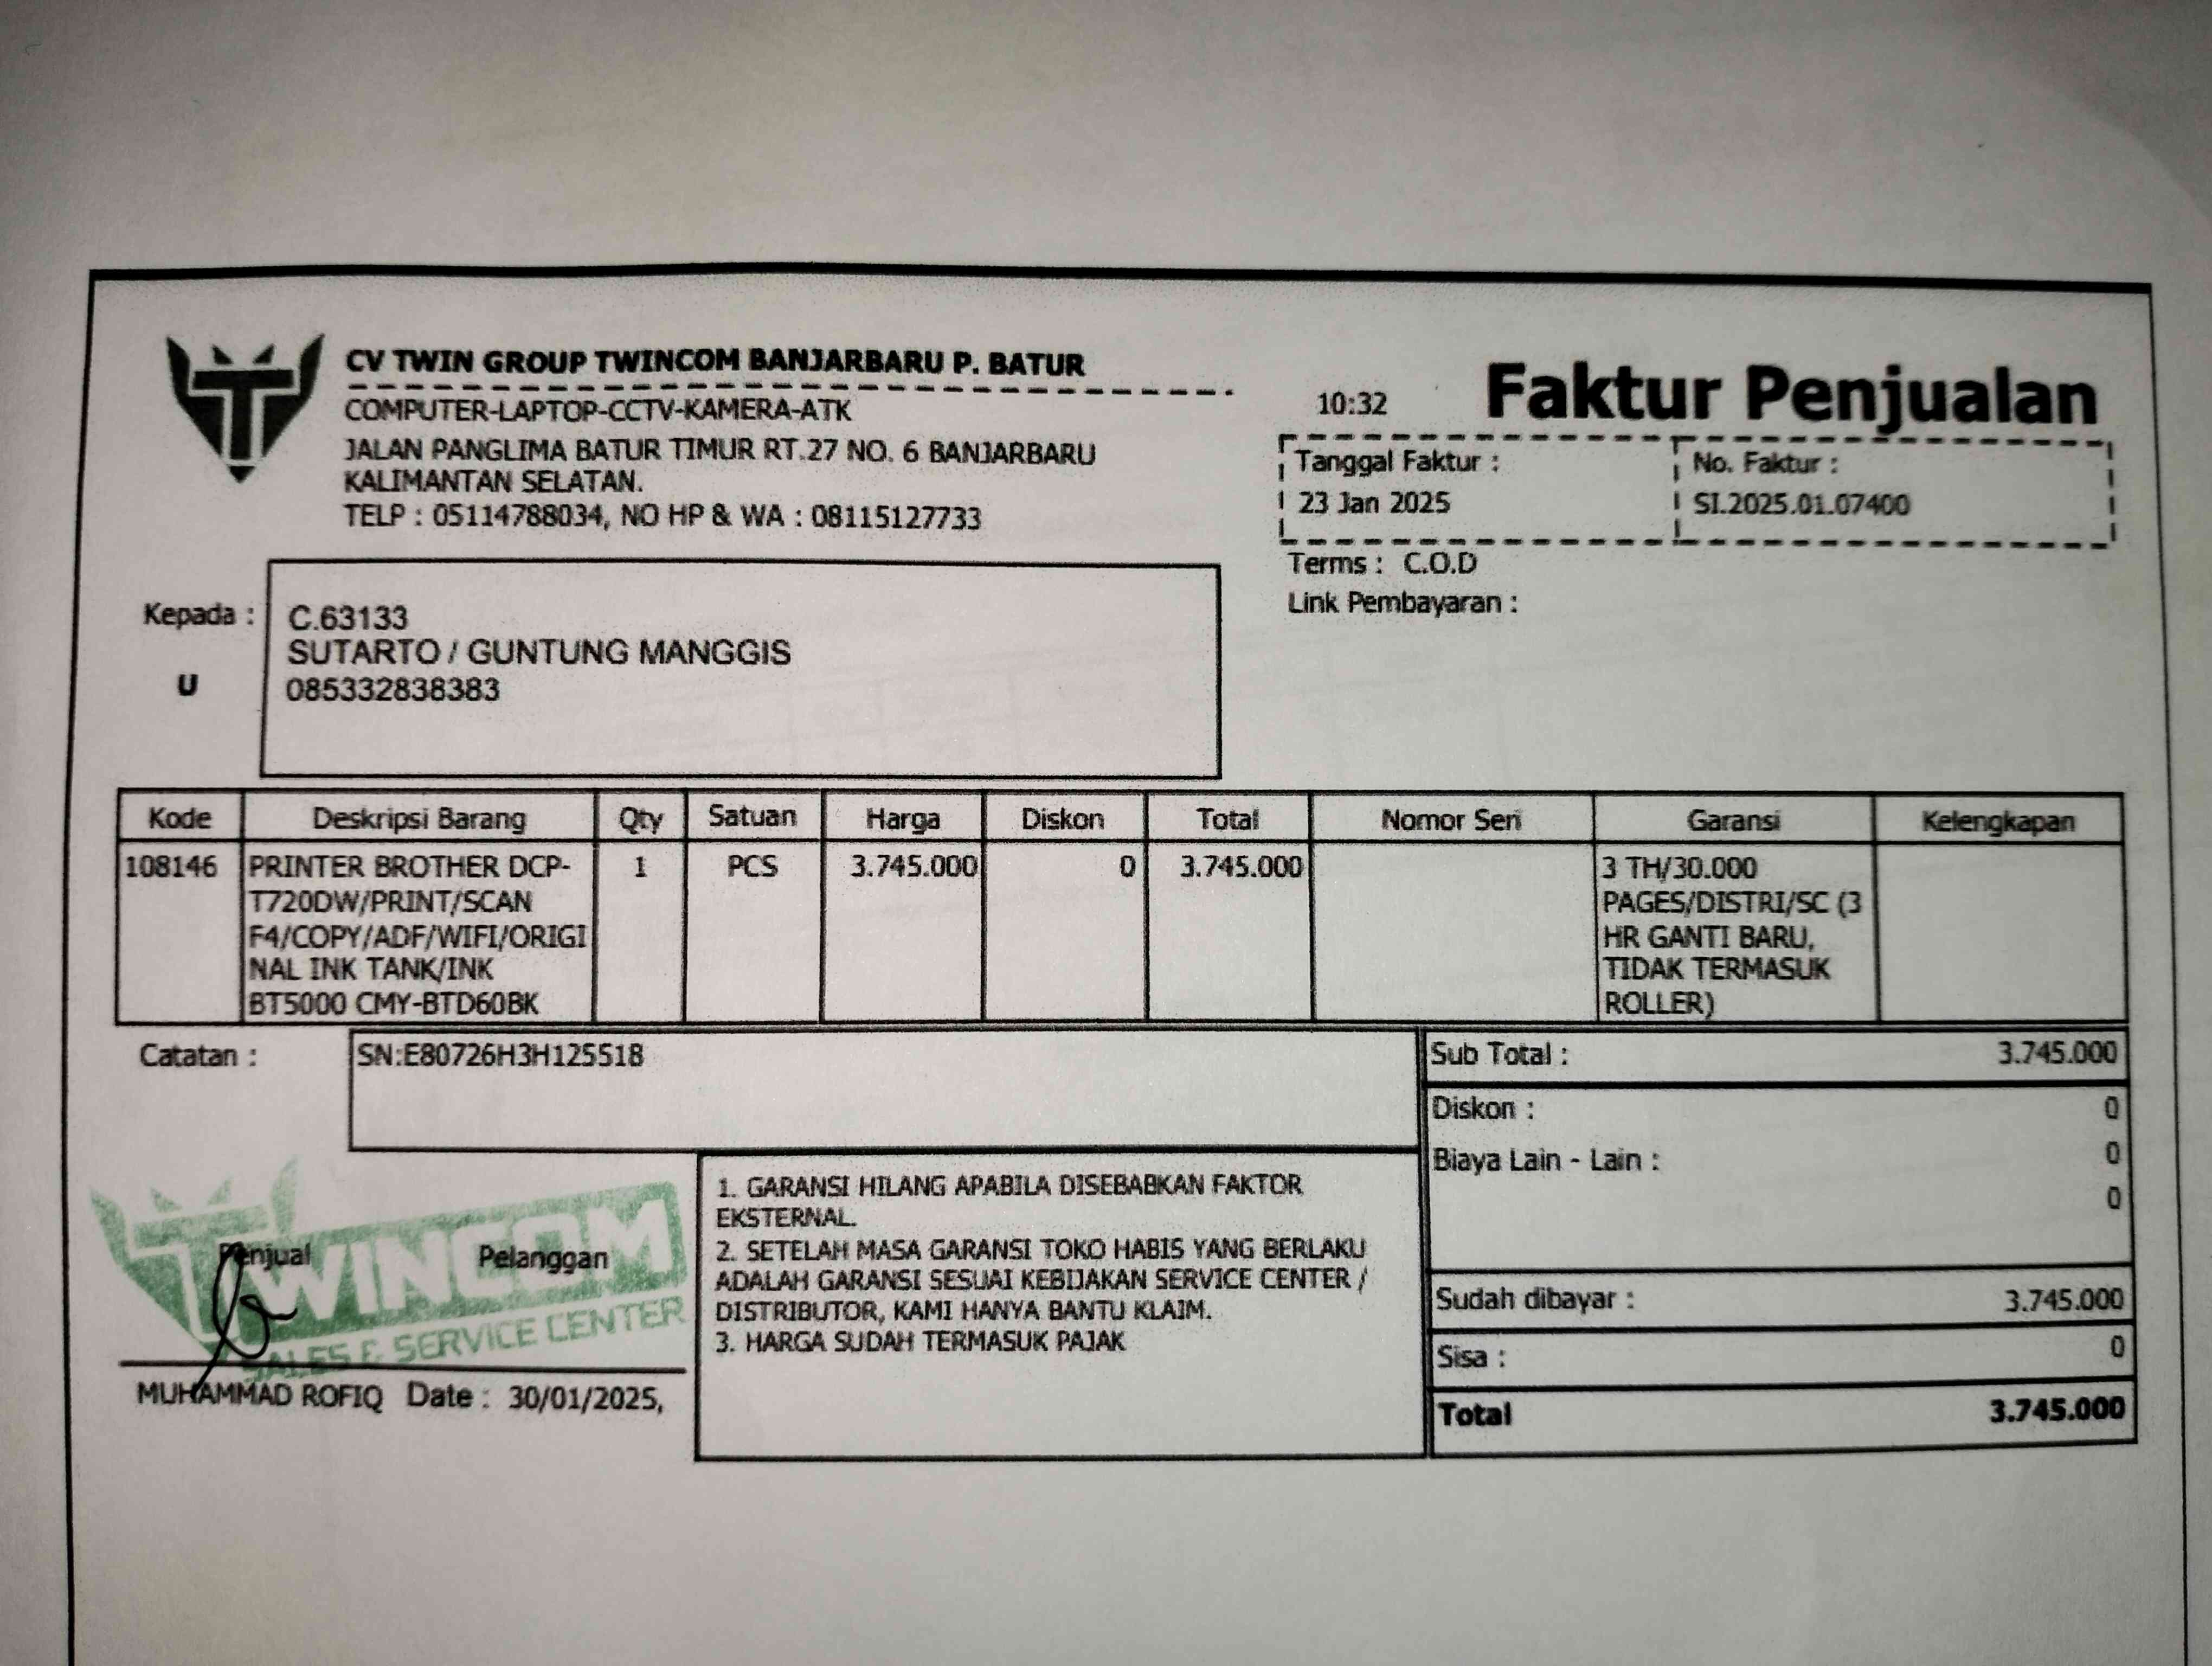 CV TWIN GROUP TWINCOM BANJARBARU P. BATUR
COMPUTER-LAPTOP-CCTV-KAMERA-ATK
JALAN PANGLIMA BATUR TIMUR RT.27 NO. 6 BANJARBARU
KALIMANTAN SELATAN.
TELP : 05114788034, NO HP & WA : 08115127733
10:32
Faktur Penjualan
Tanggal Faktur :
23 Jan 2025
No. Faktur :
SI.2025.01.07400
Terms : C.O.D
Link Pembayaran :
Kepada :
U
C.63133
SUTARTO / GUNTUNG MANGGIS
085332838383
Kode Deskripsi Barang Qty Satuan Harga Diskon Total Nomor Seri Garansi Kelengkapan
108146 PRINTER BROTHER DCP- 1 PCS 3.745.000 0 3.745.000 3 TH/30.000
T720DW/PRINT/SCAN PAGES/DISTRI/SC (3
F4/COPY/ADF/WIFI/ORIGI HR GANTI BARU,
NAL INK TANK/INK TIDAK TERMASUK
BT5000 CMY-BTD60BK ROLLER)
Catatan :
SN:E80726H3H125518
Sub Total : 3.745.000
Diskon : 0
Biaya Lain - Lain : 0
0
Sudah dibayar : 3.745.000
Sisa : 0
Total 3.745.000
1. GARANSI HILANG APABILA DISEBABKAN FAKTOR
EKSTERNAL.
2. SETELAH MASA GARANSI TOKO HABIS YANG BERLAKU
ADALAH GARANSI SESUAI KEBIJAKAN SERVICE CENTER /
DISTRIBUTOR, KAMI HANYA BANTU KLAIM.
3. HARGA SUDAH TERMASUK PAJAK
TWINCOM
SALES & SERVICE CENTER
Penjual Pelanggan
MUHAMMAD ROFIQ Date : 30/01/2025,